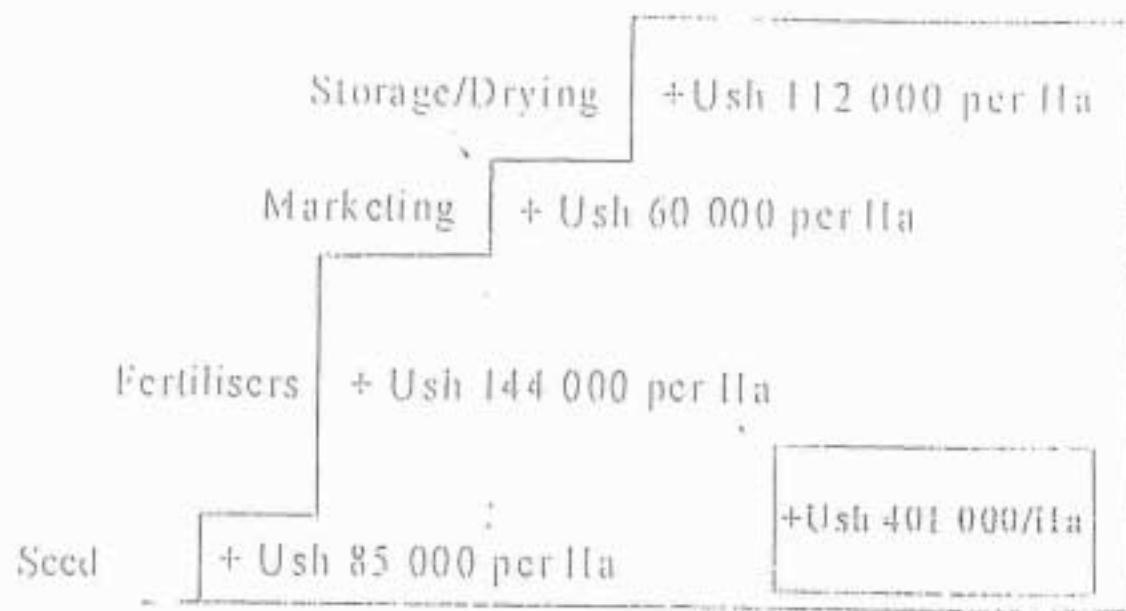 Storage/Drying +Ush 112 000 per Ha
Marketing + Ush 60 000 per Ha
Fertilisers + Ush 144 000 per Ha
+Ush 401 000/Ha
Seed + Ush 85 000 per Ha